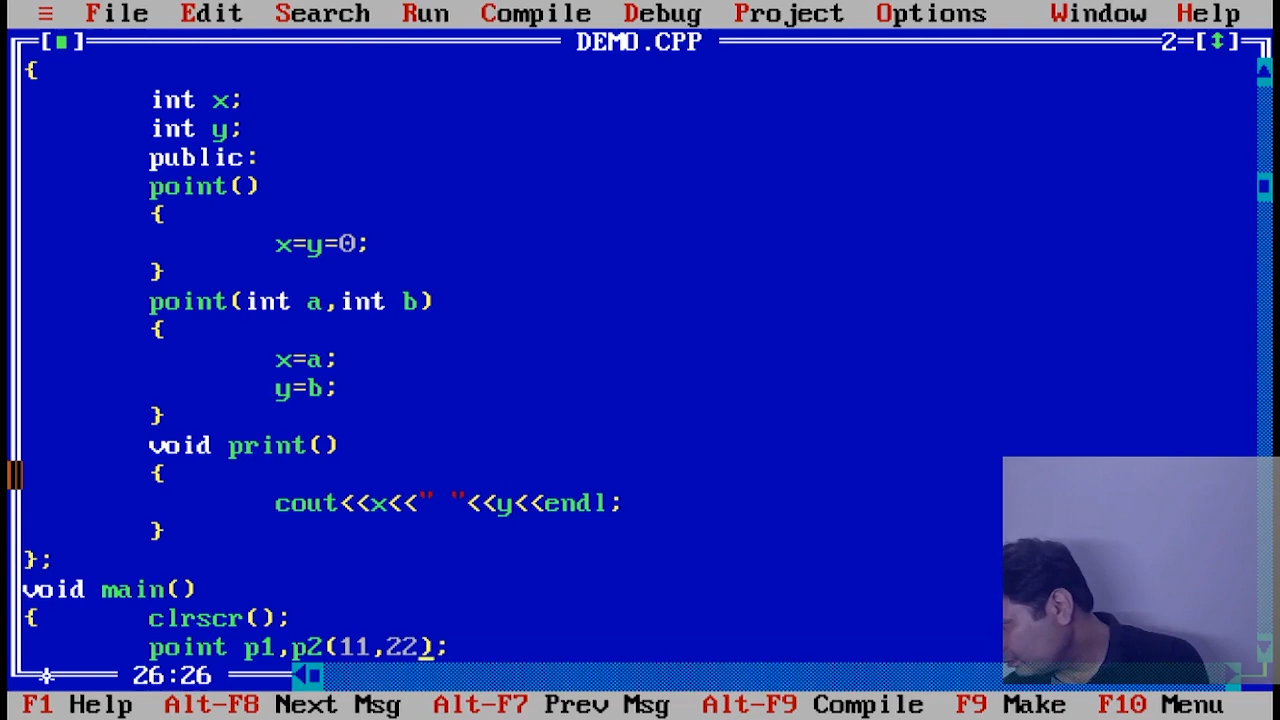 ≡ File Edit Search Run Compile Debug Project Options Window Help
[■] DEMO.CPP 2=[↕]
{
int x;
int y;
public:
point()
{
x=y=0;
}
point(int a,int b)
{
x=a;
y=b;
}
void print()
{
cout<<x<<" "<<y<<endl;
}
};
void main()
{ clrscr();
point p1,p2(11,22);
26:26
F1 Help Alt-F8 Next Msg Alt-F7 Prev Msg Alt-F9 Compile F9 Make F10 Menu